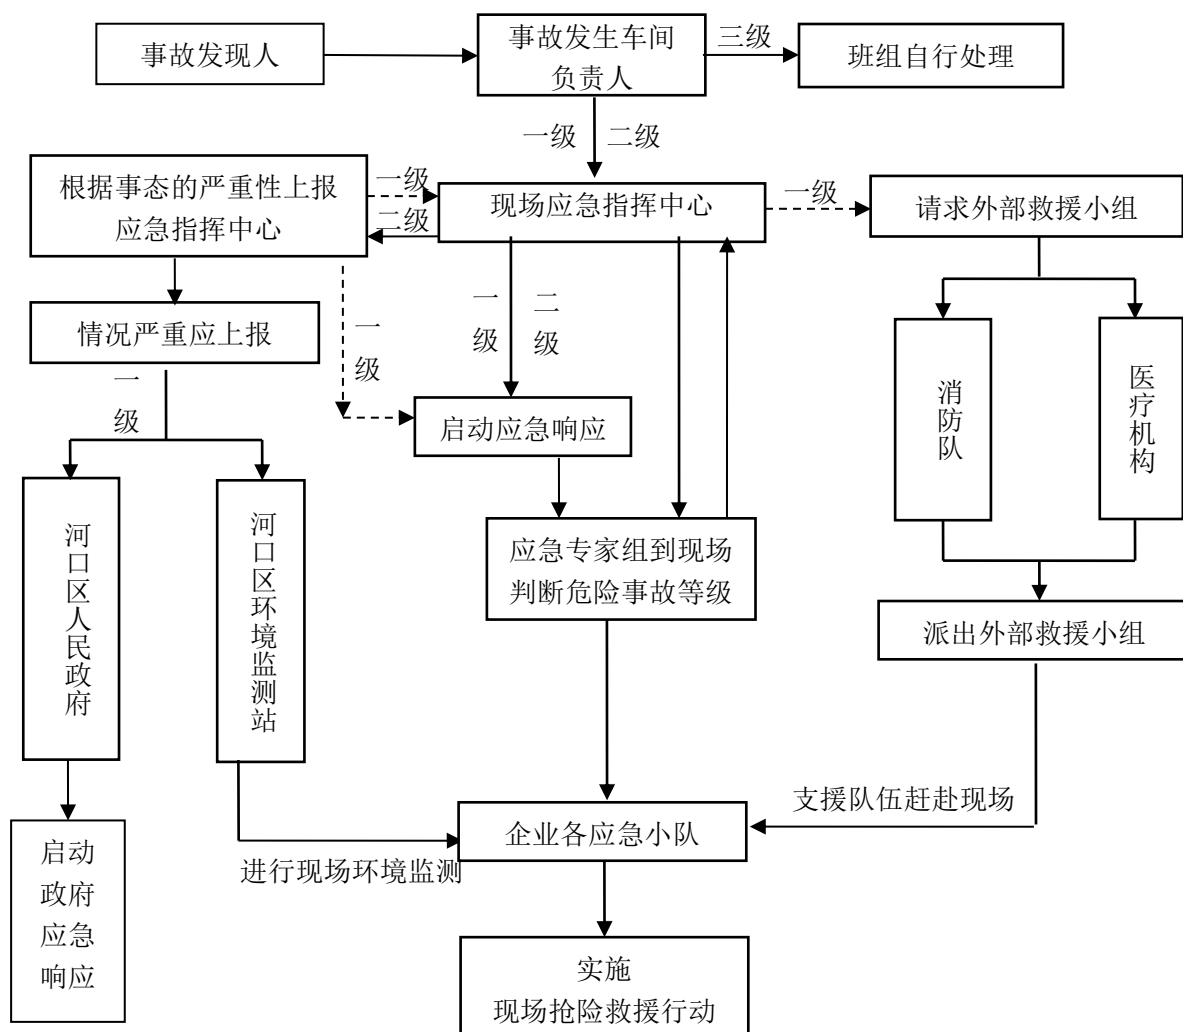 事故发现人
事故发生车间
负责人
三级
班组自行处理
一级
二级
根据事态的严重性上报
应急指挥中心
一级
二级
现场应急指挥中心
一级
请求外部救援小组
情况严重应上报
一级
一级
一级
二级
启动应急响应
消防队
医疗机构
河口区人民政府
河口区环境监测站
应急专家组到现场
判断危险事故等级
派出外部救援小组
支援队伍赶赴现场
企业各应急小队
进行现场环境监测
启动
政府
应急
响应
实施
现场抢险救援行动